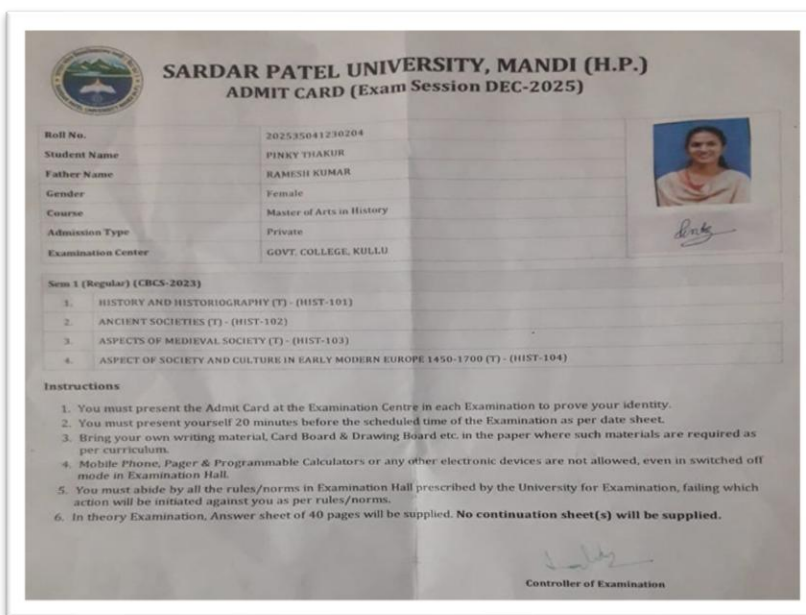 SARDAR PATEL UNIVERSITY, MANDI (H.P.)
ADMIT CARD (Exam Session DEC-2025)
Roll No. 202535041230204
Student Name PINKY THAKUR
Father Name RAMESH KUMAR
Gender Female
Course Master of Arts in History
Admission Type Private
Examination Center GOVT. COLLEGE, KULLU
Sem 1 (Regular) (CBCS-2023)
1. HISTORY AND HISTORIOGRAPHY (T) - (HIST-101)
2. ANCIENT SOCIETIES (T) - (HIST-102)
3. ASPECTS OF MEDIEVAL SOCIETY (T) - (HIST-103)
4. ASPECT OF SOCIETY AND CULTURE IN EARLY MODERN EUROPE 1450-1700 (T) - (HIST-104)
Instructions
1. You must present the Admit Card at the Examination Centre in each Examination to prove your identity.
2. You must present yourself 20 minutes before the scheduled time of the Examination as per date sheet.
3. Bring your own writing material, Card Board & Drawing Board etc. in the paper where such materials are required as
per curriculum.
4. Mobile Phone, Pager & Programmable Calculators or any other electronic devices are not allowed, even in switched off
mode in Examination Hall.
5. You must abide by all the rules/norms in Examination Hall prescribed by the University for Examination, failing which
action will be initiated against you as per rules/norms.
6. In theory Examination, Answer sheet of 40 pages will be supplied. No continuation sheet(s) will be supplied.
Controller of Examination